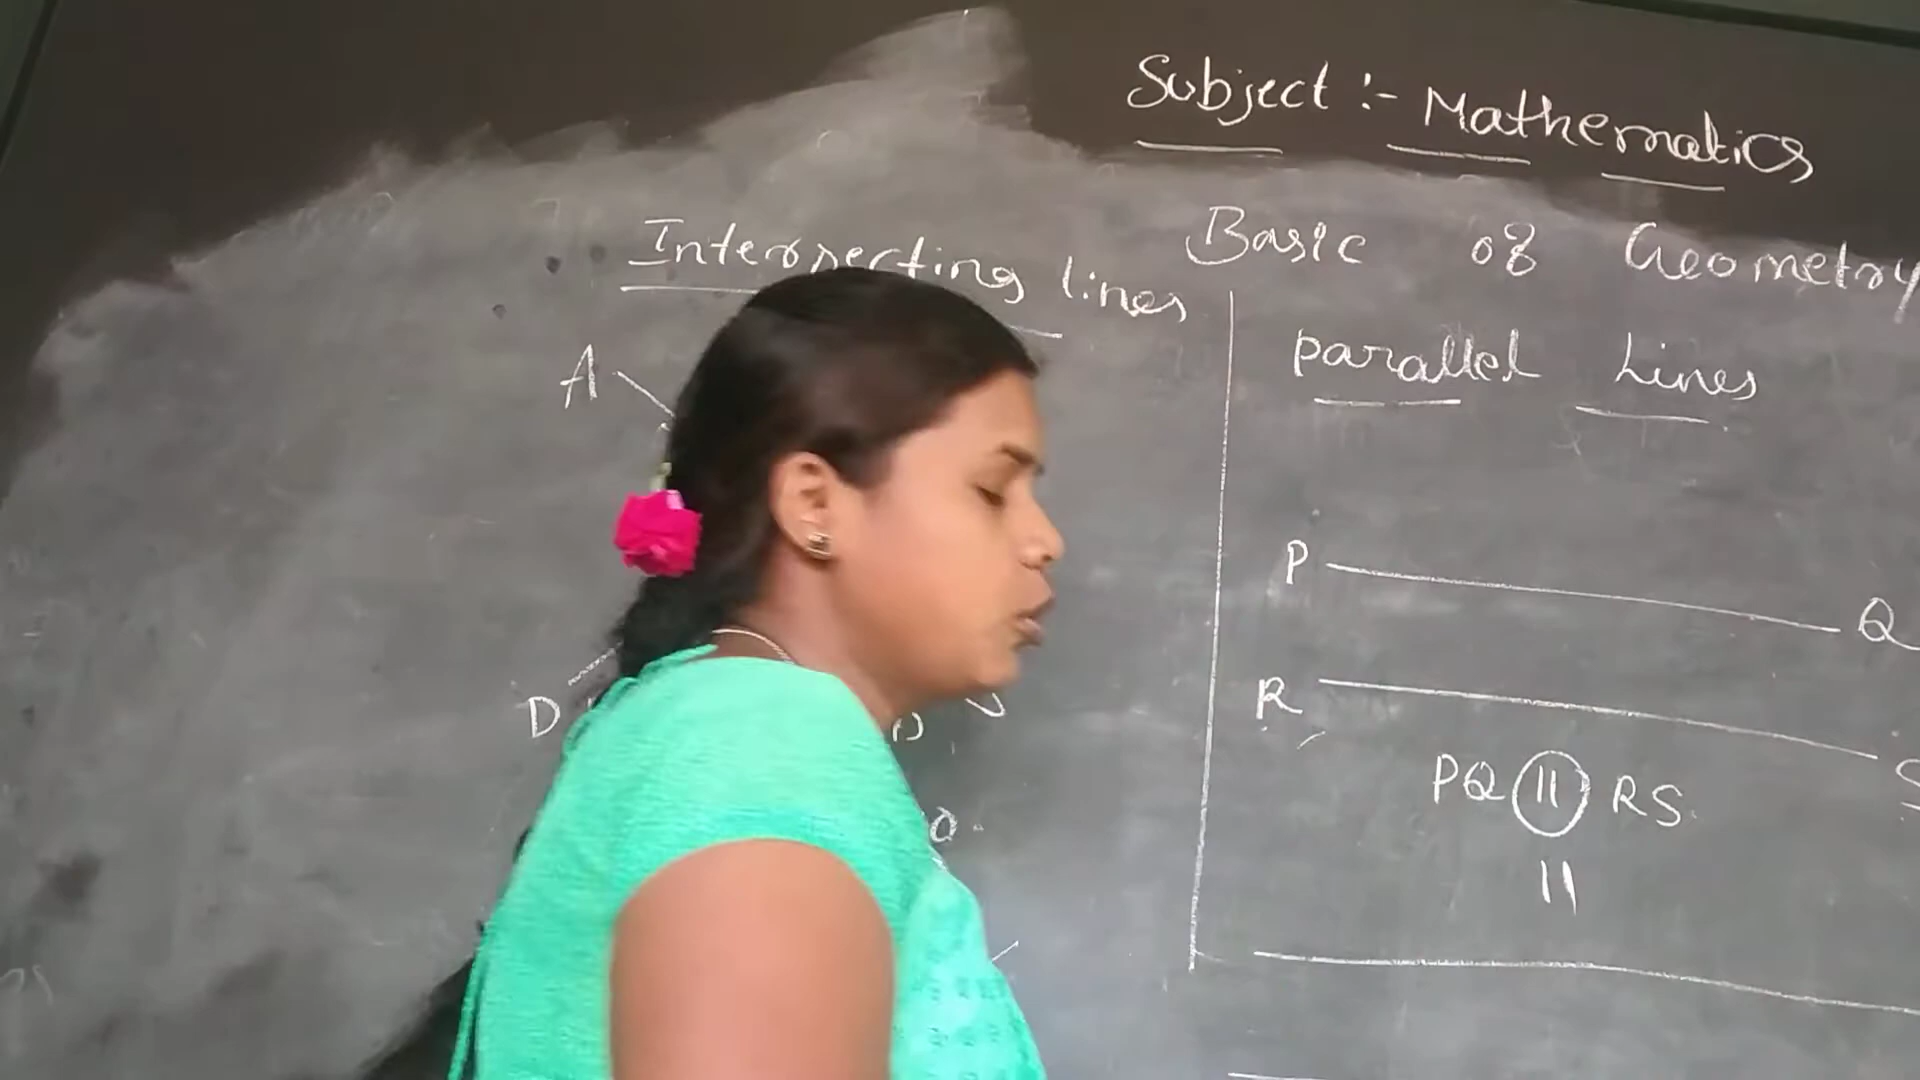 Subject :- Mathematics
Basic of Geometry
Intersecting lines
A
D
parallel Lines
P Q
R S
PQ || RS
||